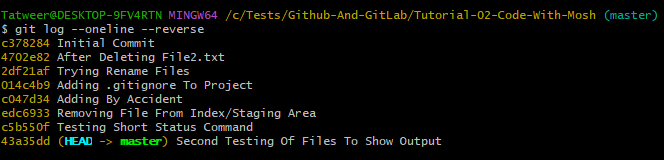 Tatweer@DESKTOP-9FV4RTN MINGW64 /c/Tests/Github-And-GitLab/Tutorial-02-Code-With-Mosh (master)
$ git log --oneline --reverse
c378284 Initial Commit
4702e82 After Deleting File2.txt
2df21af Trying Rename Files
014c4b9 Adding .gitignore To Project
c047d34 Adding By Accident
edc6933 Removing File From Index/Staging Area
c5b550f Testing Short Status Command
43a35dd (HEAD -> master) Second Testing Of Files To Show Output